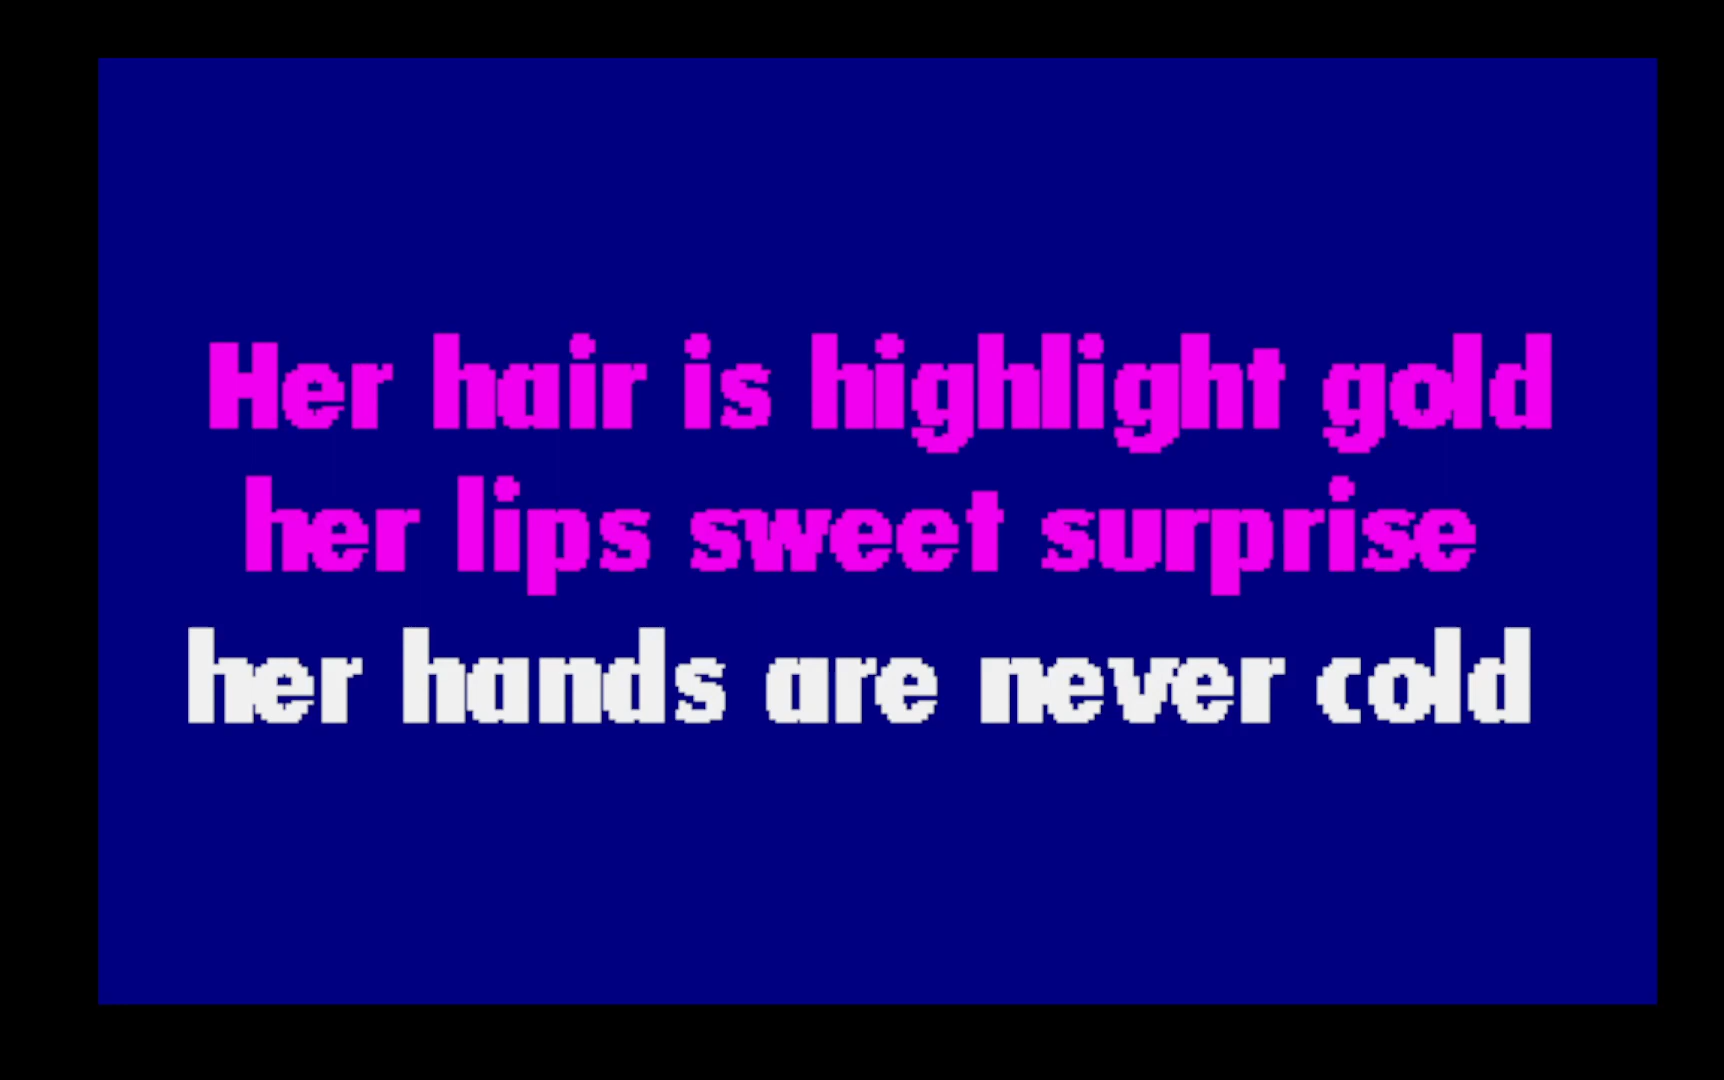 Her hair is highlight gold
her lips sweet surprise
her hands are never cold